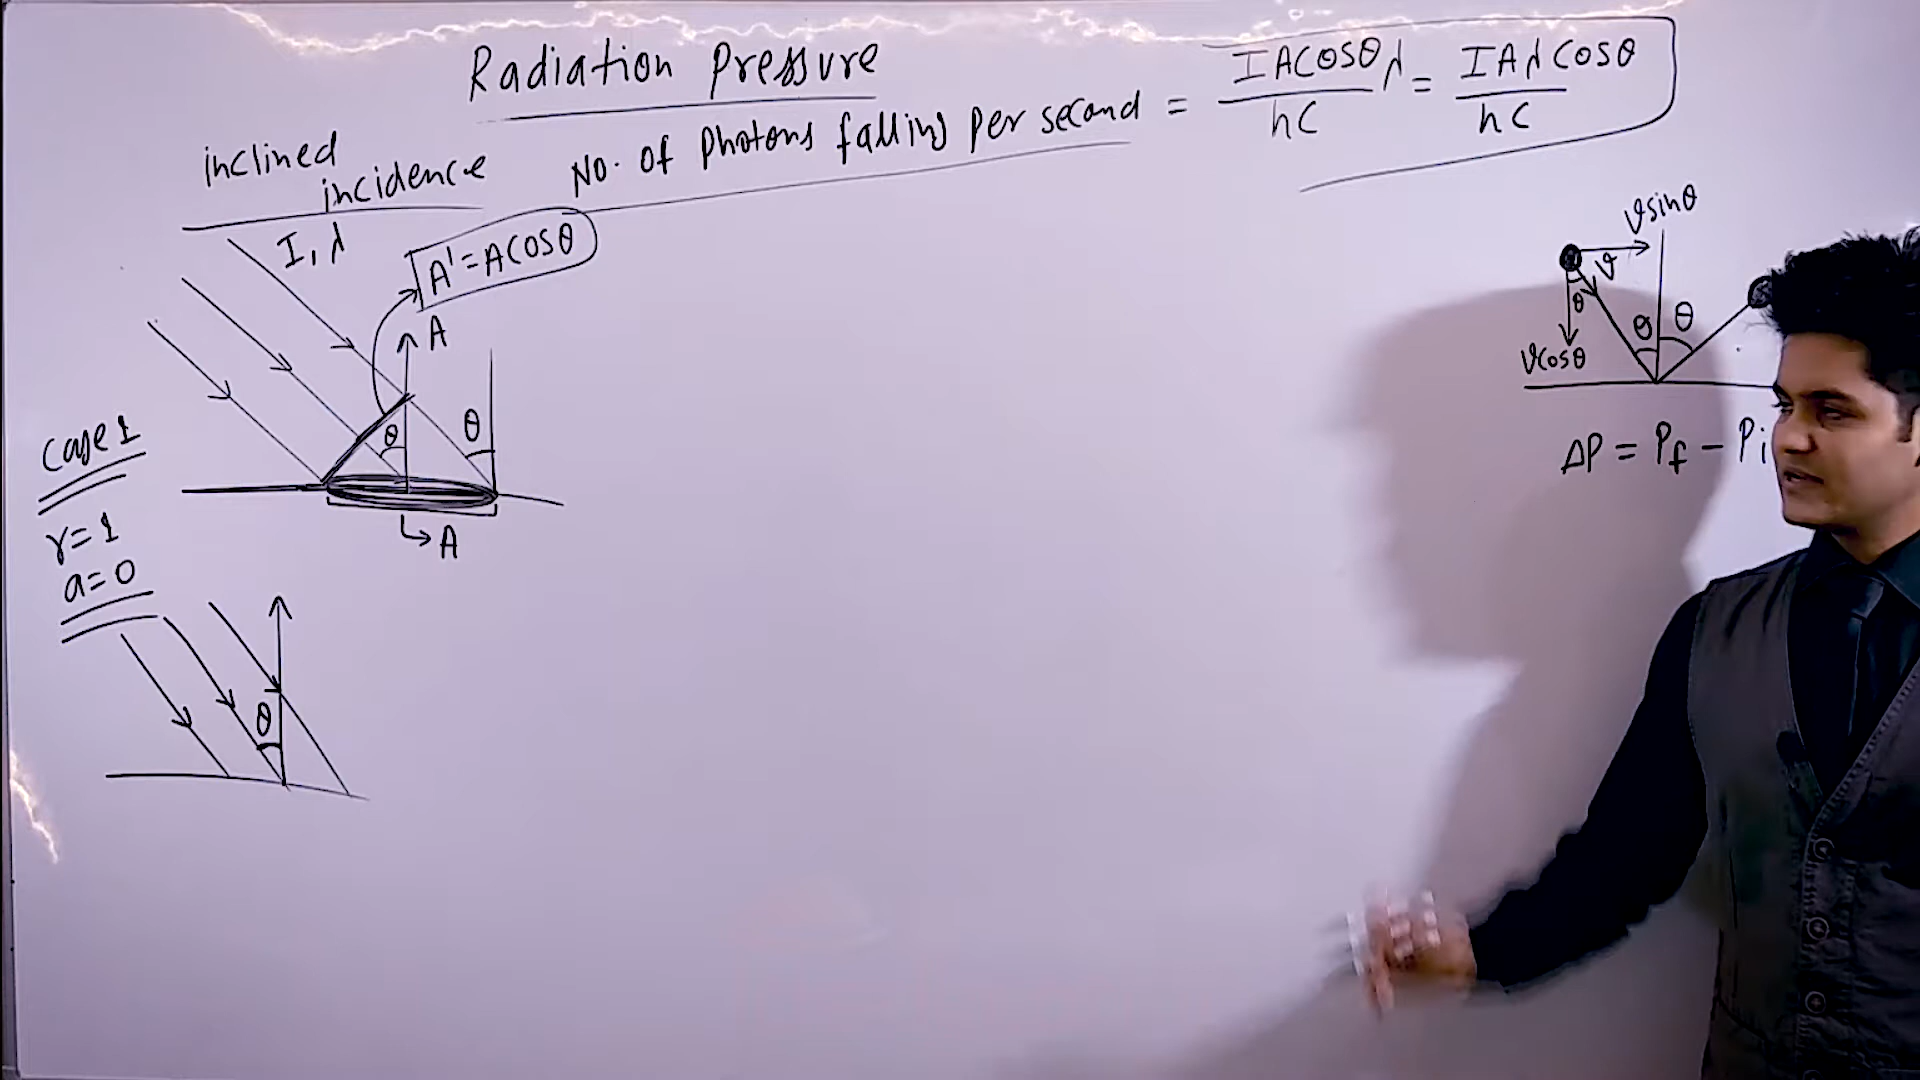 Radiation Pressure
No. of Photons falling per second = IACosθλ/hC = IAλCosθ/hC
inclined
incidence
I, λ
A' = ACosθ
A
θ
θ
A
Case 1
r=1
a=0
θ
vsinθ
v
θ
vcosθ
θ
θ
ΔP = Pf - Pi